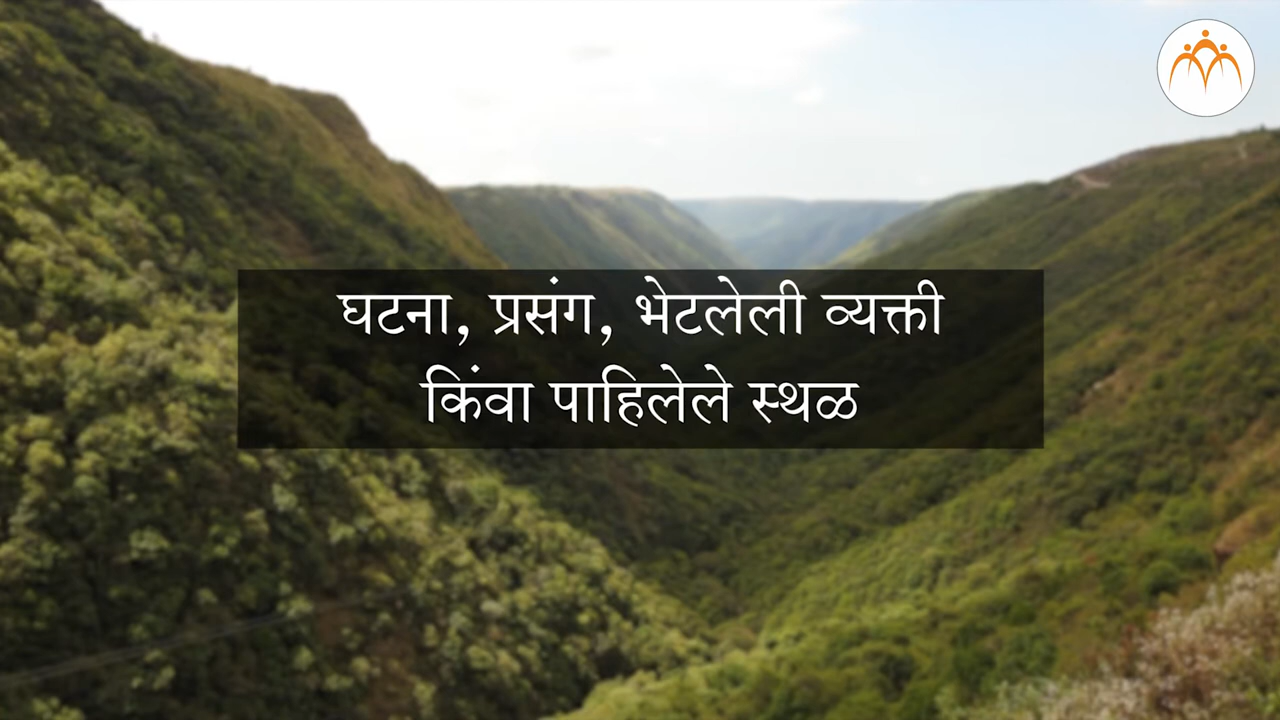 घटना, प्रसंग, भेटलेली व्यक्ती
किंवा पाहिलेले स्थळ